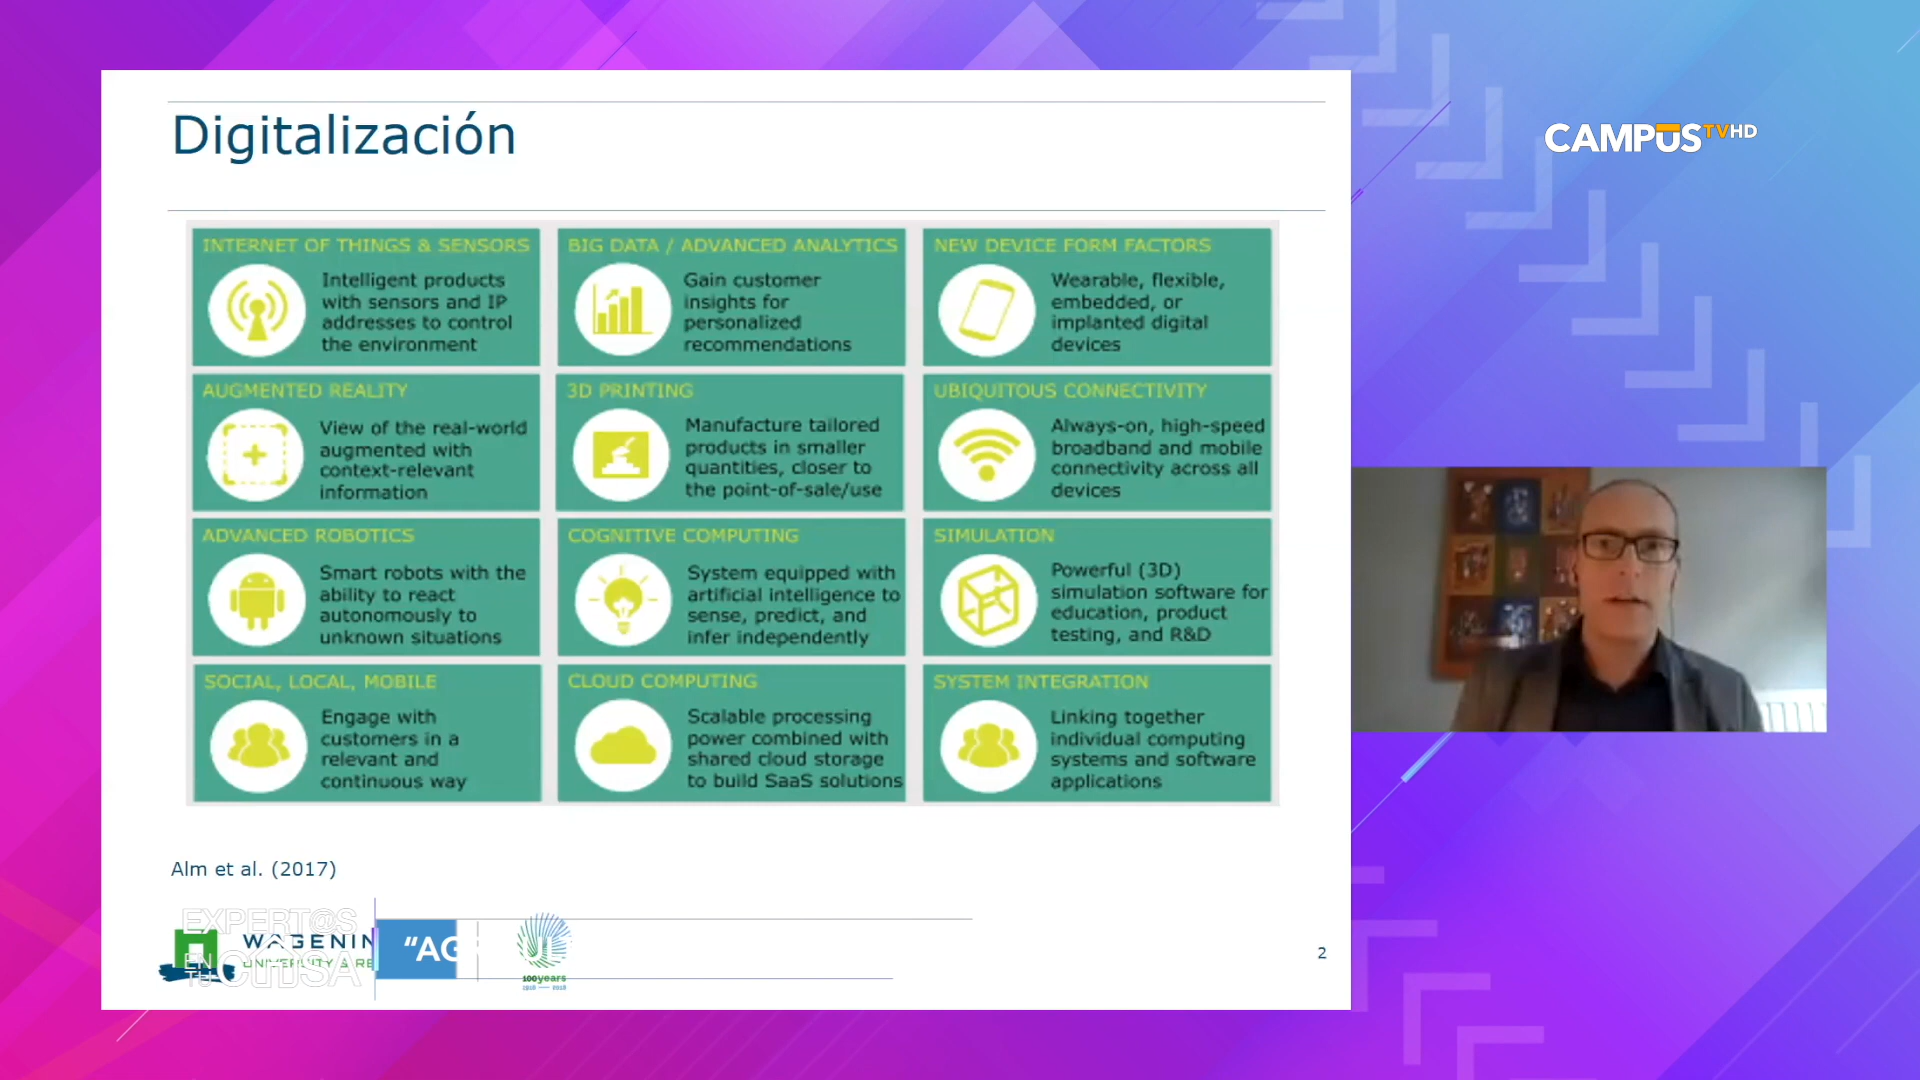 Digitalización
CAMPUS TV HD
INTERNET OF THINGS & SENSORS
Intelligent products
with sensors and IP
addresses to control
the environment
BIG DATA / ADVANCED ANALYTICS
Gain customer
insights for
personalized
recommendations
NEW DEVICE FORM FACTORS
Wearable, flexible,
embedded, or
implanted digital
devices
AUGMENTED REALITY
View of the real-world
augmented with
context-relevant
information
3D PRINTING
Manufacture tailored
products in smaller
quantities, closer to
the point-of-sale/use
UBIQUITOUS CONNECTIVITY
Always-on, high-speed
broadband and mobile
connectivity across all
devices
ADVANCED ROBOTICS
Smart robots with the
ability to react
autonomously to
unknown situations
COGNITIVE COMPUTING
System equipped with
artificial intelligence to
sense, predict, and
infer independently
SIMULATION
Powerful (3D)
simulation software for
education, product
testing, and R&D
SOCIAL, LOCAL, MOBILE
Engage with
customers in a
relevant and
continuous way
CLOUD COMPUTING
Scalable processing
power combined with
shared cloud storage
to build SaaS solutions
SYSTEM INTEGRATION
Linking together
individual computing
systems and software
applications
Alm et al. (2017)
EXPERT@S
EN TU CASA
WAGENIN
"AG
100years
1918 — 2018
2